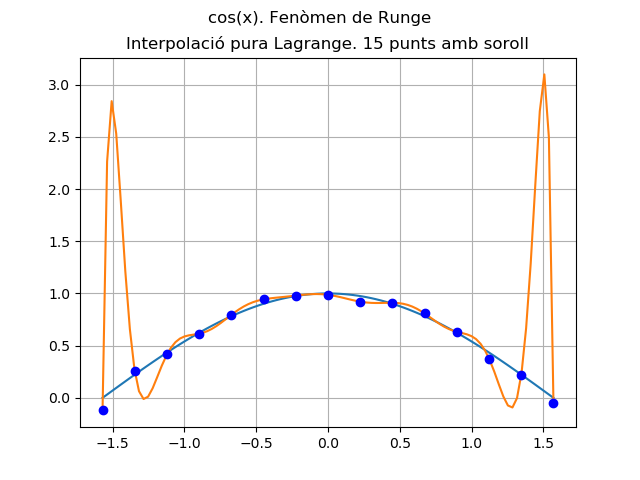 cos(x). Fenòmen de Runge
Interpolació pura Lagrange. 15 punts amb soroll
3.0
2.5
2.0
1.5
1.0
0.5
0.0
−1.5 −1.0 −0.5 0.0 0.5 1.0 1.5